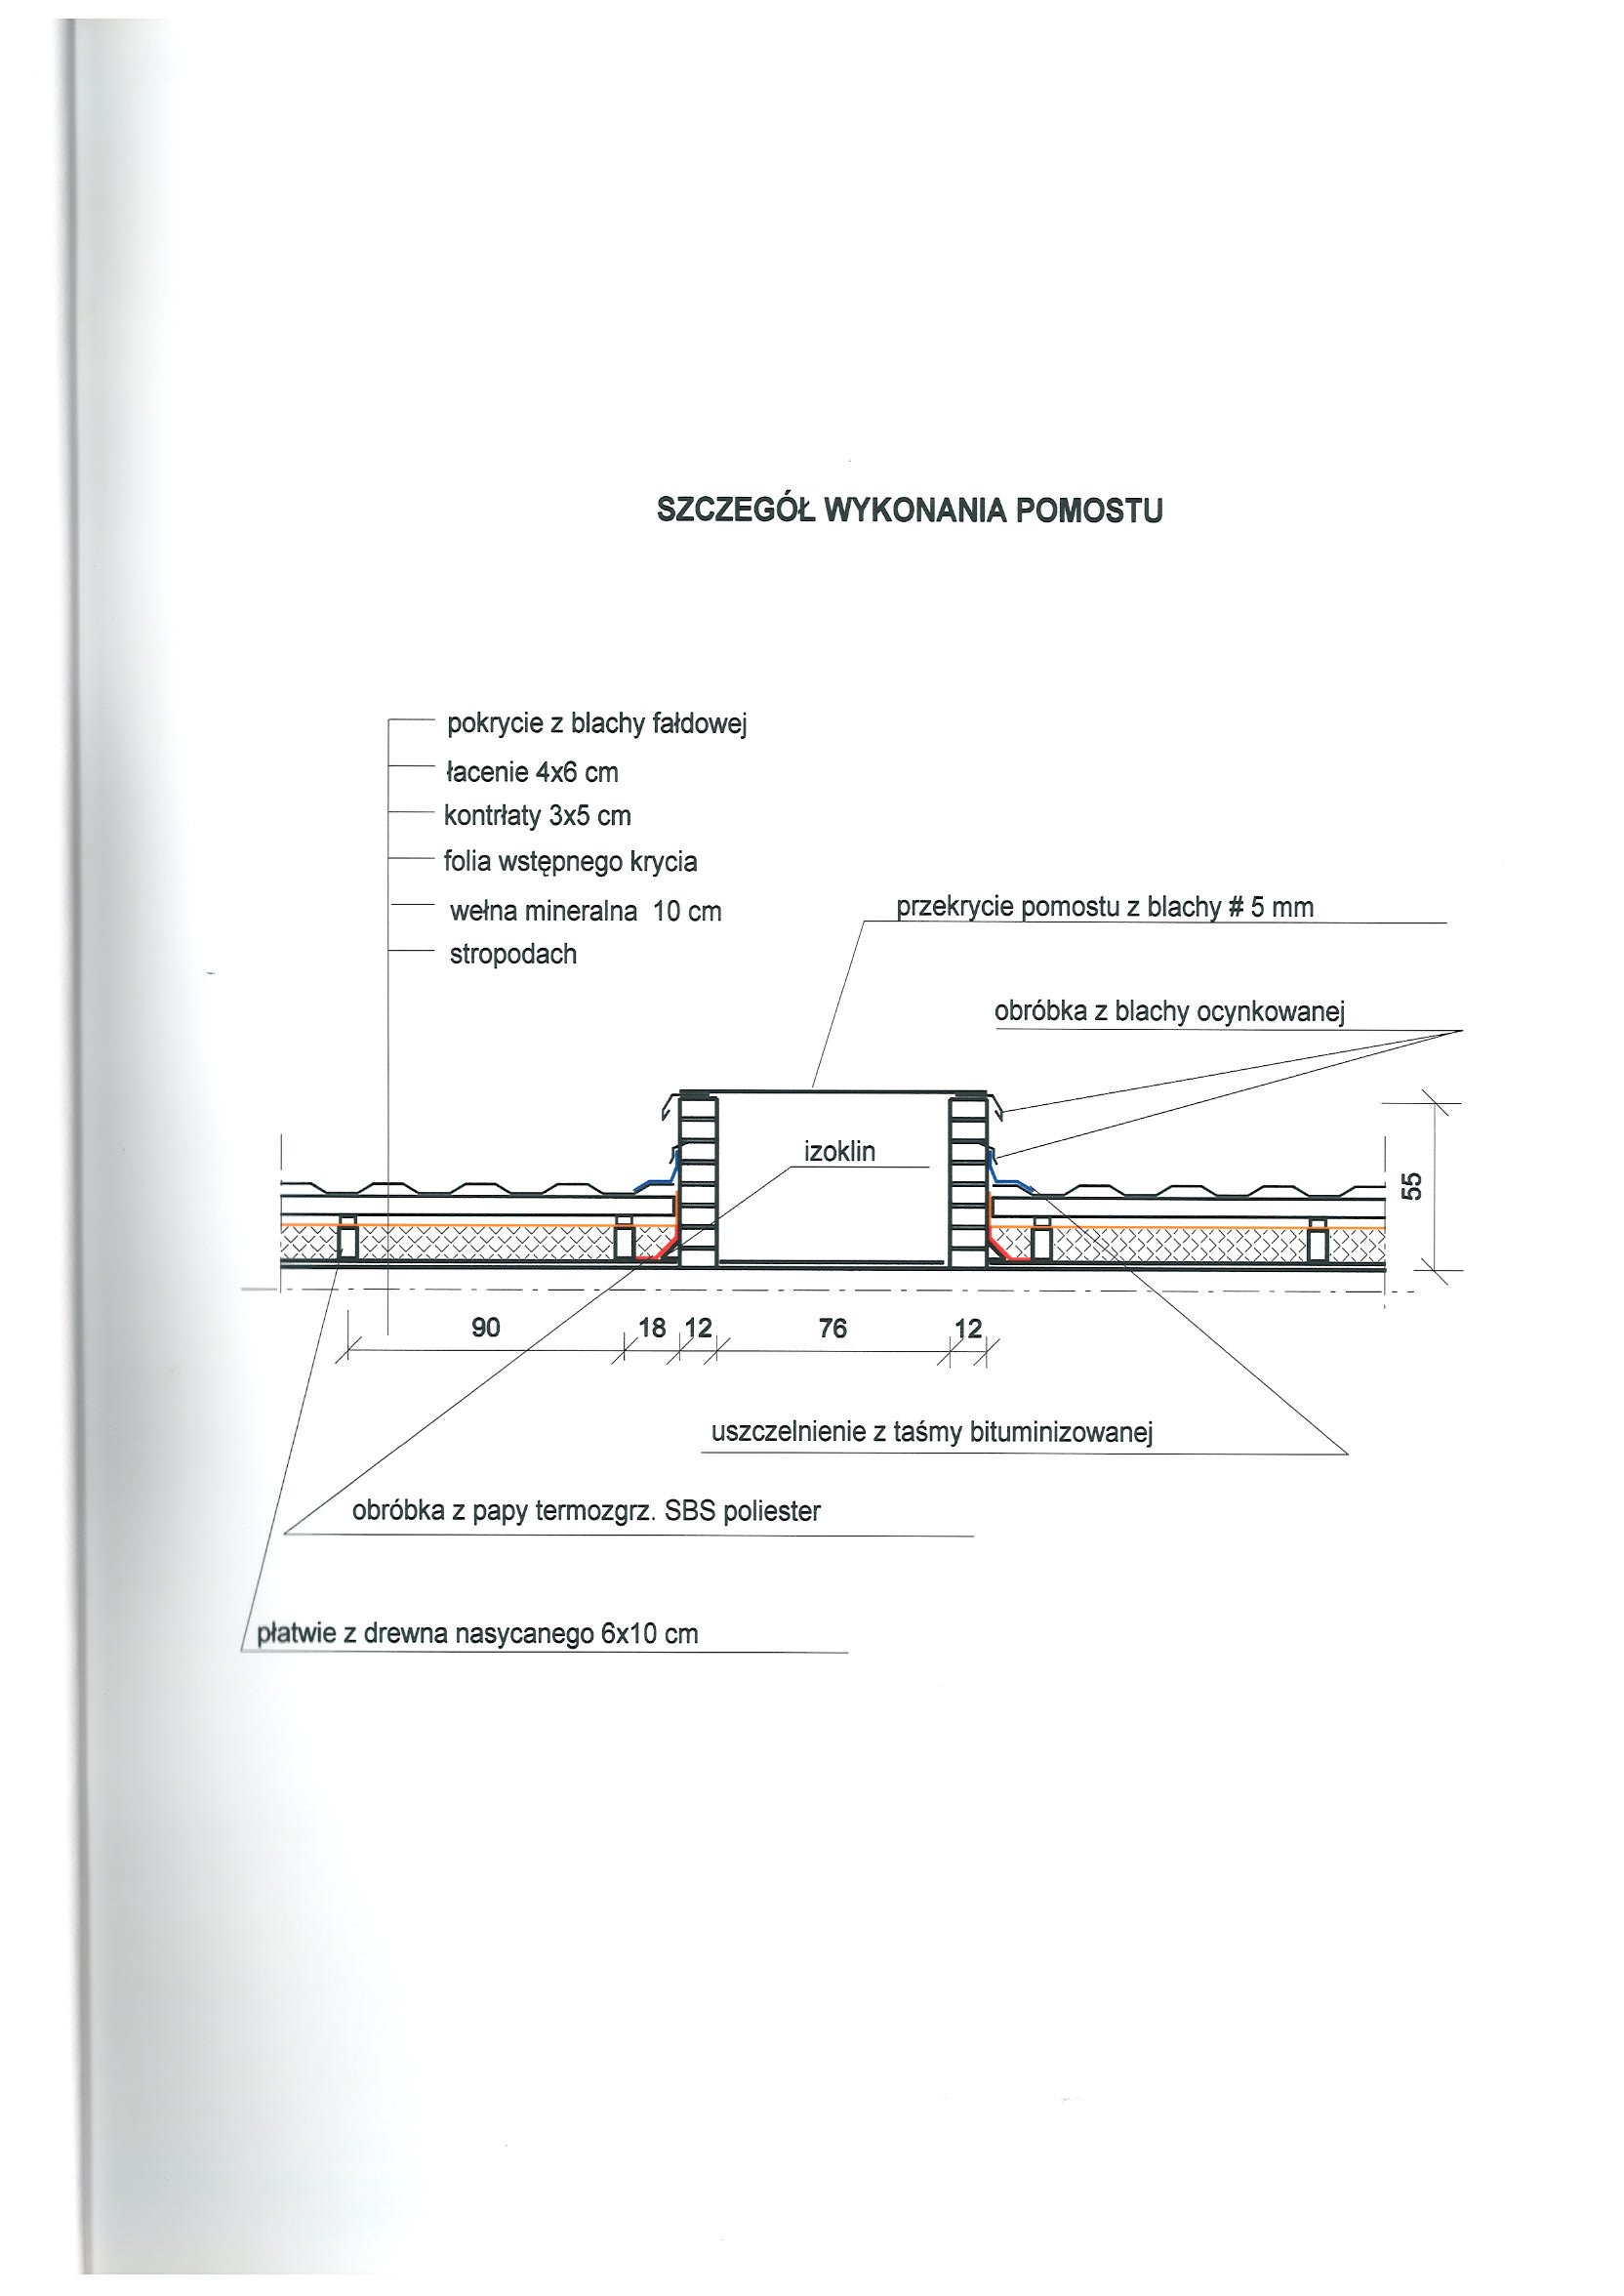 SZCZEGÓŁ WYKONANIA POMOSTU
pokrycie z blachy fałdowej
łacenie 4x6 cm
kontrłaty 3x5 cm
folia wstępnego krycia
wełna mineralna 10 cm
stropodach
przekrycie pomostu z blachy # 5 mm
obróbka z blachy ocynkowanej
izoklin
55
90 18 12 76 12
uszczelnienie z taśmy bituminizowanej
obróbka z papy termozgrz. SBS poliester
płatwie z drewna nasycanego 6x10 cm